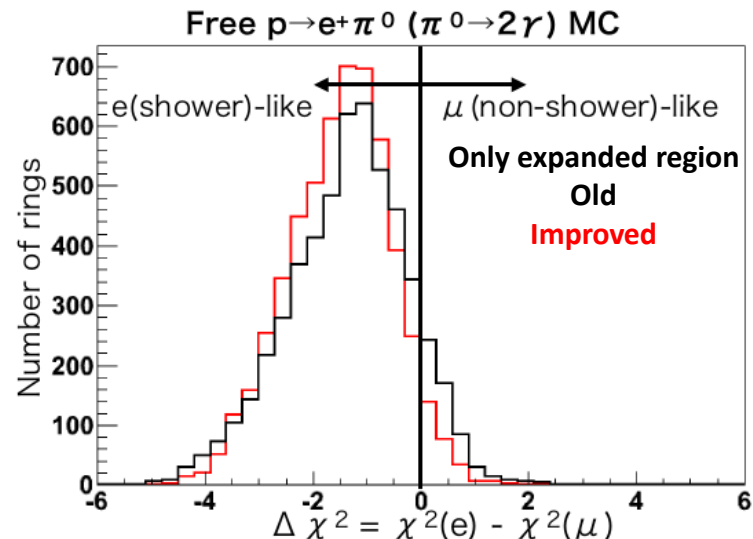 Free p→e+π⁰ (π⁰→2γ) MC
e(shower)-like
μ(non-shower)-like
Only expanded region
Old
Improved
Number of rings
700
600
500
400
300
200
100
0
-6
-4
-2
0
2
4
6
Δ χ² = χ²(e) - χ²(μ)